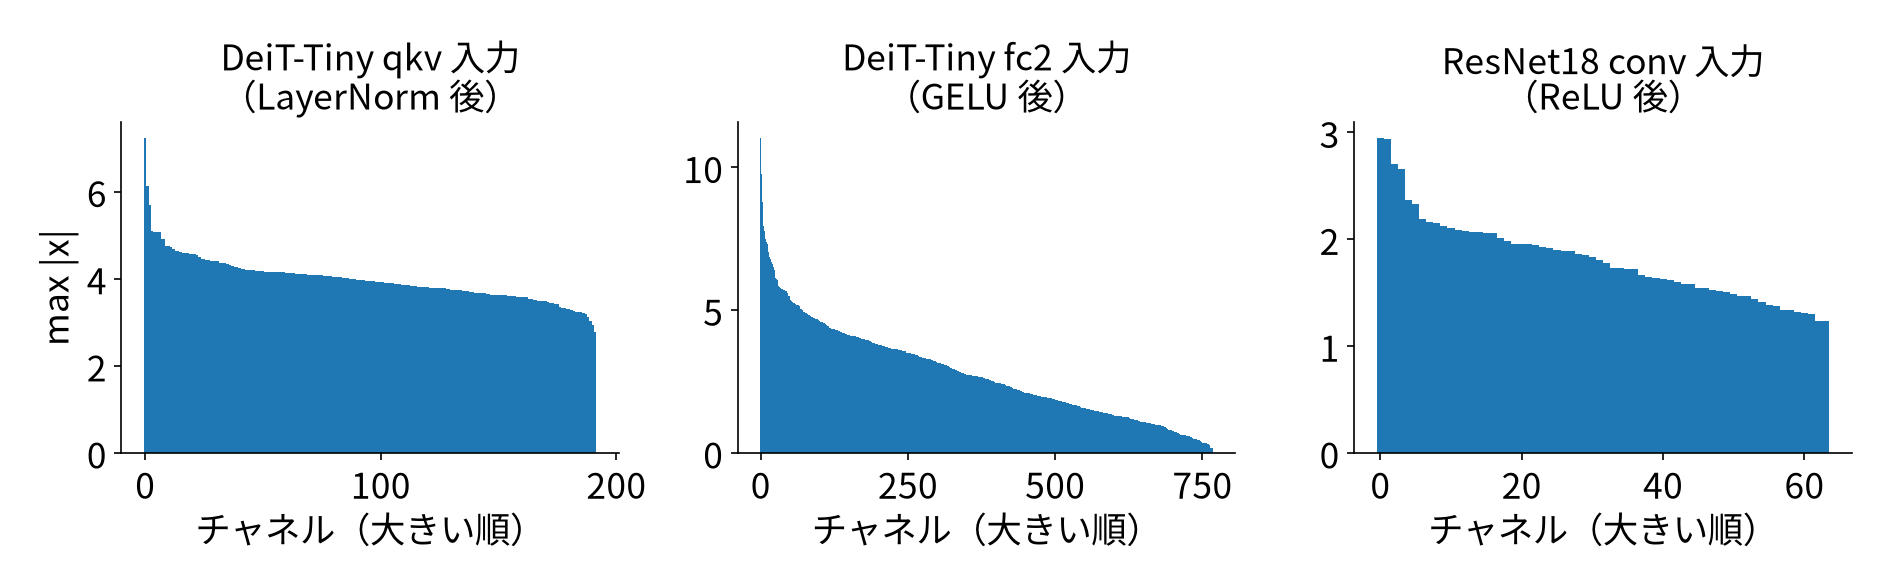 DeiT-Tiny qkv 入力
（LayerNorm 後）
max |x|
6
4
2
0
0 100 200
チャネル（大きい順）
DeiT-Tiny fc2 入力
（GELU 後）
10
5
0
0 250 500 750
チャネル（大きい順）
ResNet18 conv 入力
（ReLU 後）
3
2
1
0
0 20 40 60
チャネル（大きい順）